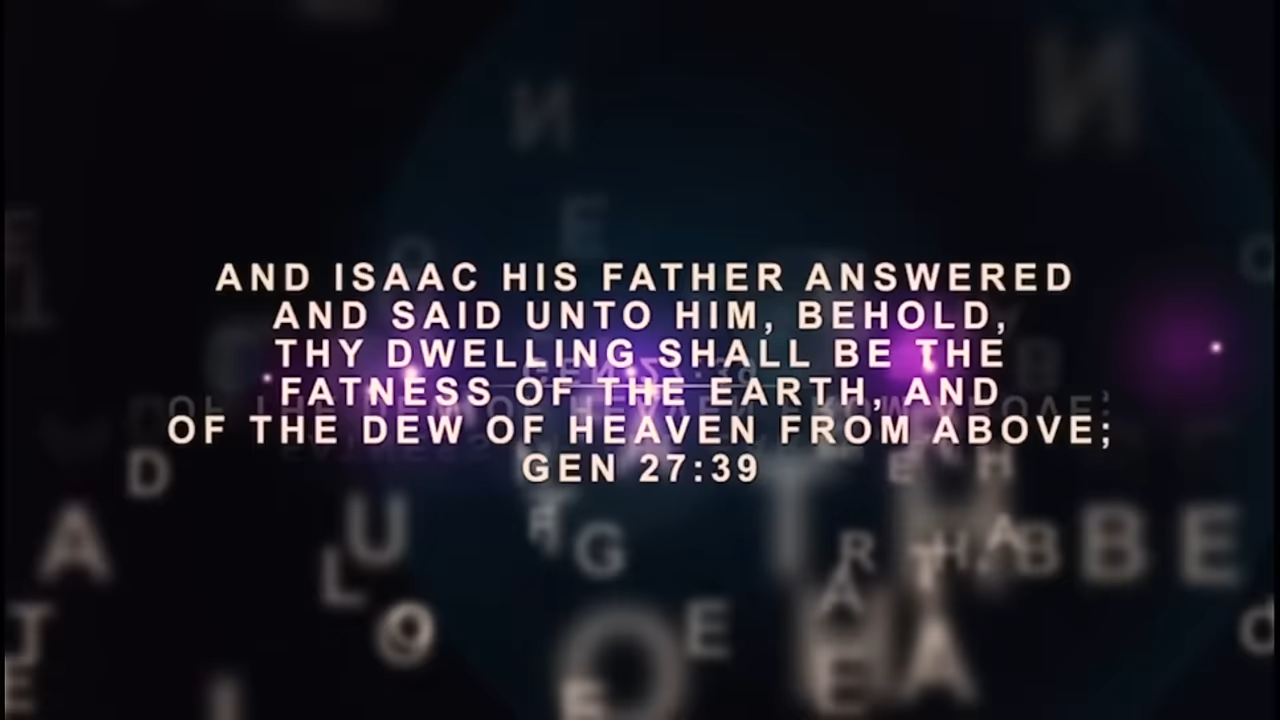 AND ISAAC HIS FATHER ANSWERED
AND SAID UNTO HIM, BEHOLD,
THY DWELLING SHALL BE THE
FATNESS OF THE EARTH, AND
OF THE DEW OF HEAVEN FROM ABOVE;
GEN 27:39